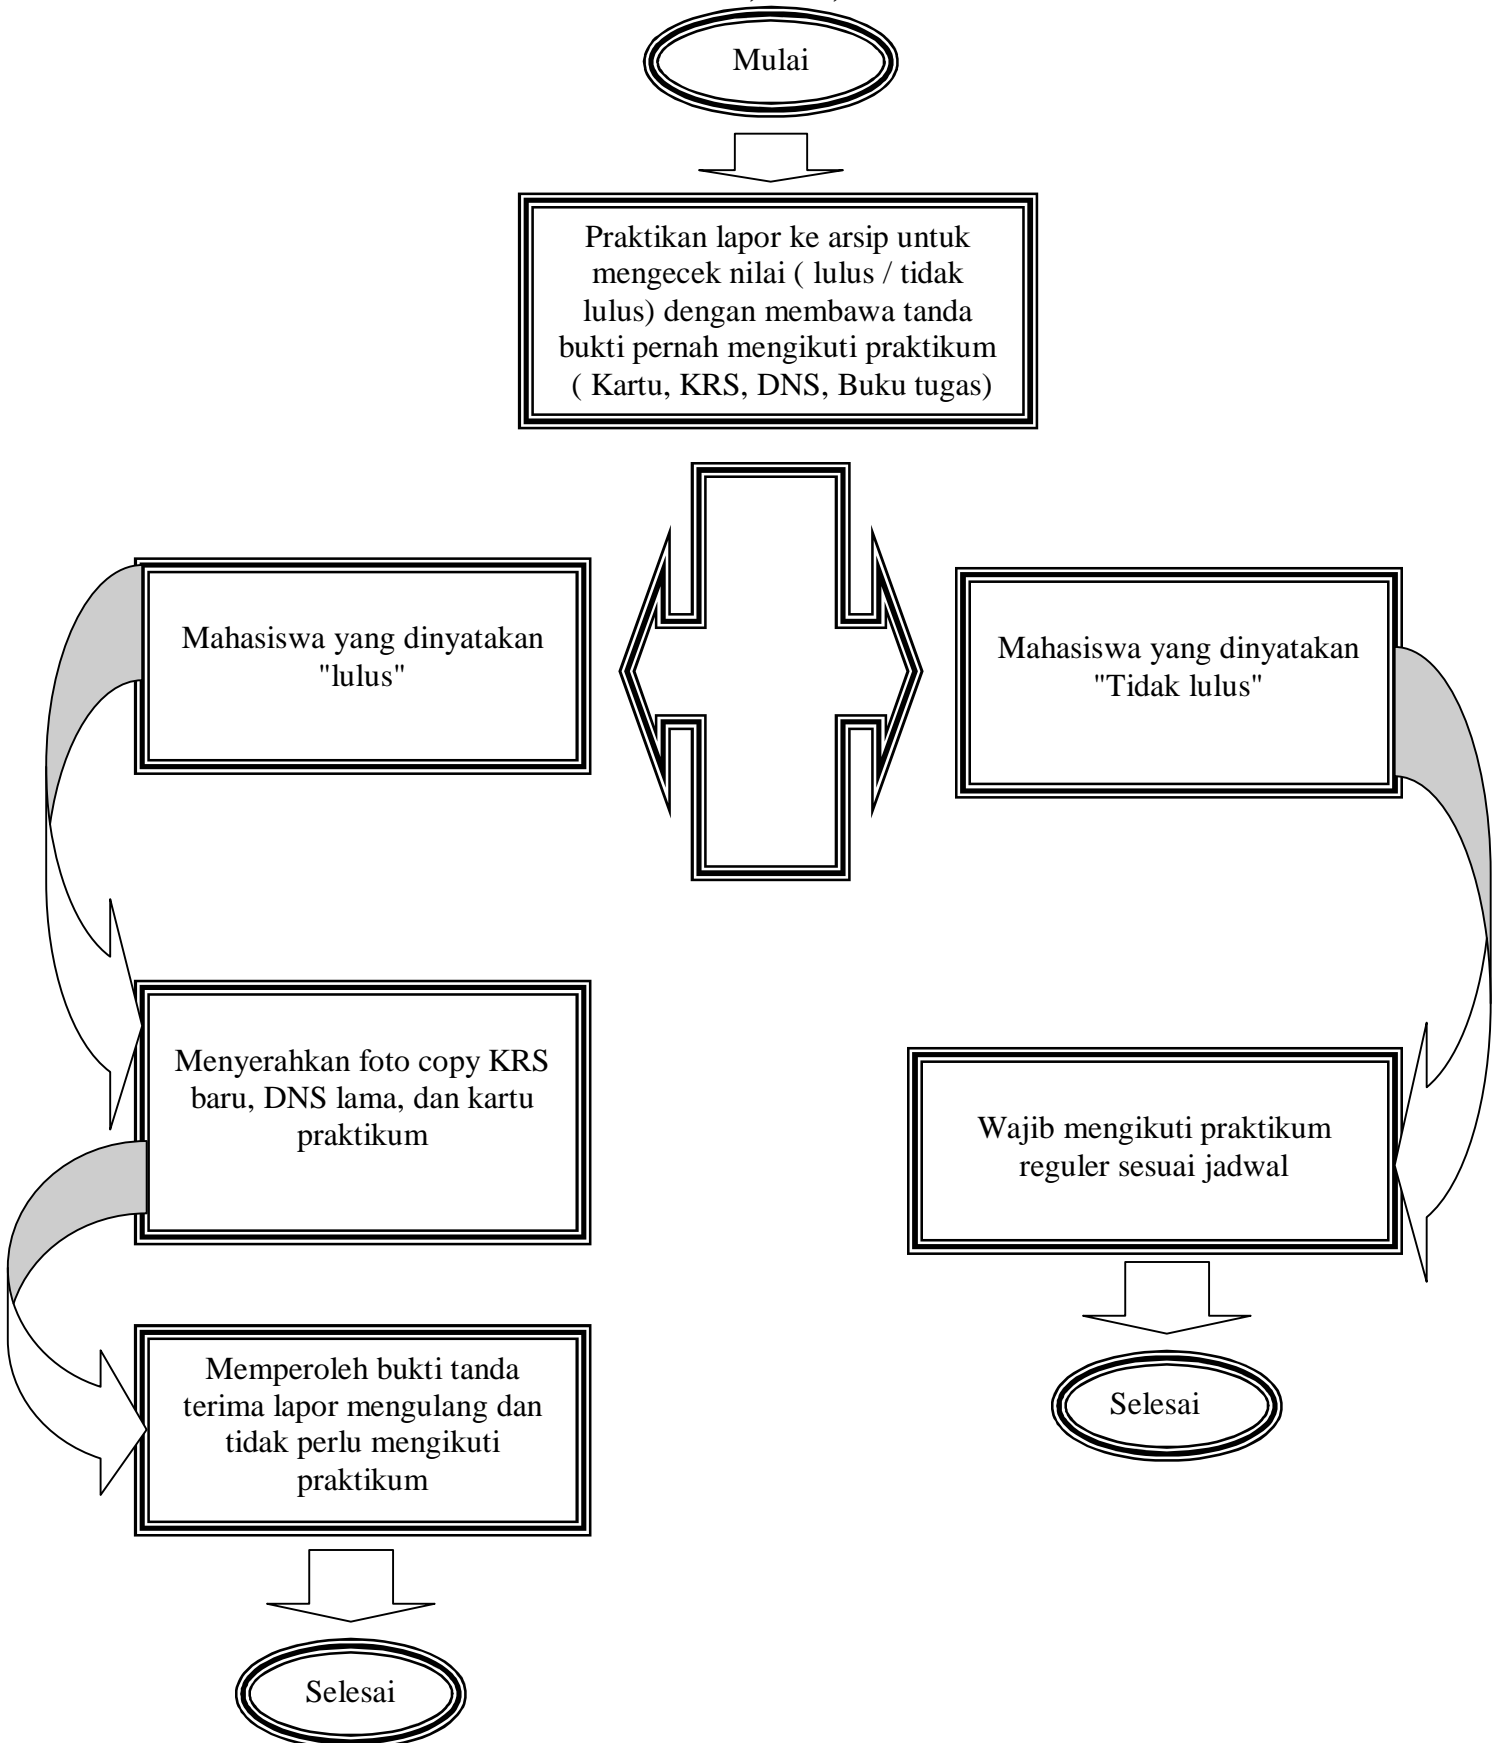 Mulai
Praktikan lapor ke arsip untuk
mengecek nilai ( lulus / tidak
lulus) dengan membawa tanda
bukti pernah mengikuti praktikum
( Kartu, KRS, DNS, Buku tugas)
Mahasiswa yang dinyatakan
"lulus"
Mahasiswa yang dinyatakan
"Tidak lulus"
Menyerahkan foto copy KRS
baru, DNS lama, dan kartu
praktikum
Wajib mengikuti praktikum
reguler sesuai jadwal
Memperoleh bukti tanda
terima lapor mengulang dan
tidak perlu mengikuti
praktikum
Selesai
Selesai